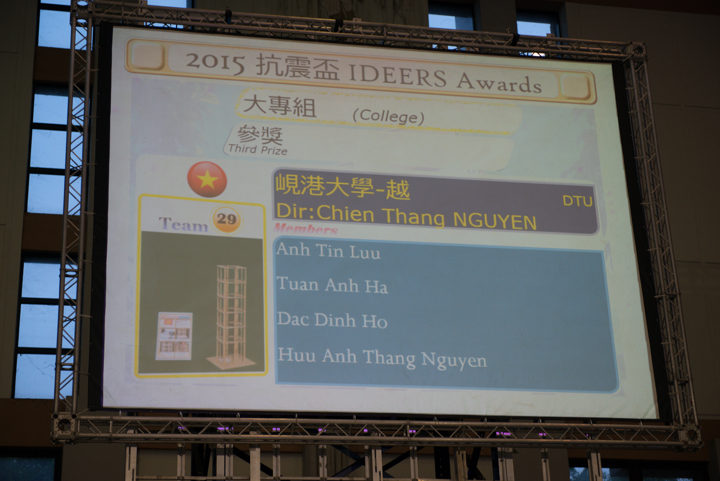 2015 抗震盃 IDEERS Awards
大專組 (College)
參獎
Third Prize
峴港大學-越 DTU
Dir:Chien Thang NGUYEN
Team 29
Members
Anh Tin Luu
Tuan Anh Ha
Dac Dinh Ho
Huu Anh Thang Nguyen